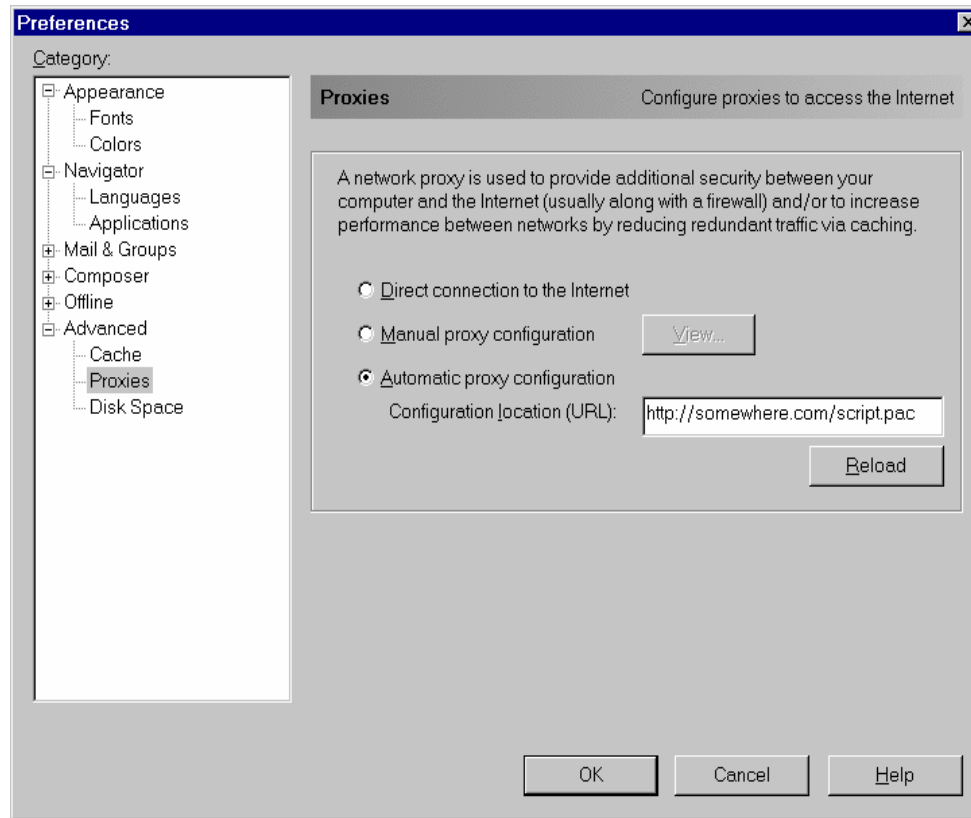 Preferences
Category:
Appearance
Fonts
Colors
Navigator
Languages
Applications
Mail & Groups
Composer
Offline
Advanced
Cache
Proxies
Disk Space
Proxies Configure proxies to access the Internet
A network proxy is used to provide additional security between your
computer and the Internet (usually along with a firewall) and/or to increase
performance between networks by reducing redundant traffic via caching.
Direct connection to the Internet
Manual proxy configuration View...
Automatic proxy configuration
Configuration location (URL): http://somewhere.com/script.pac
Reload
OK Cancel Help